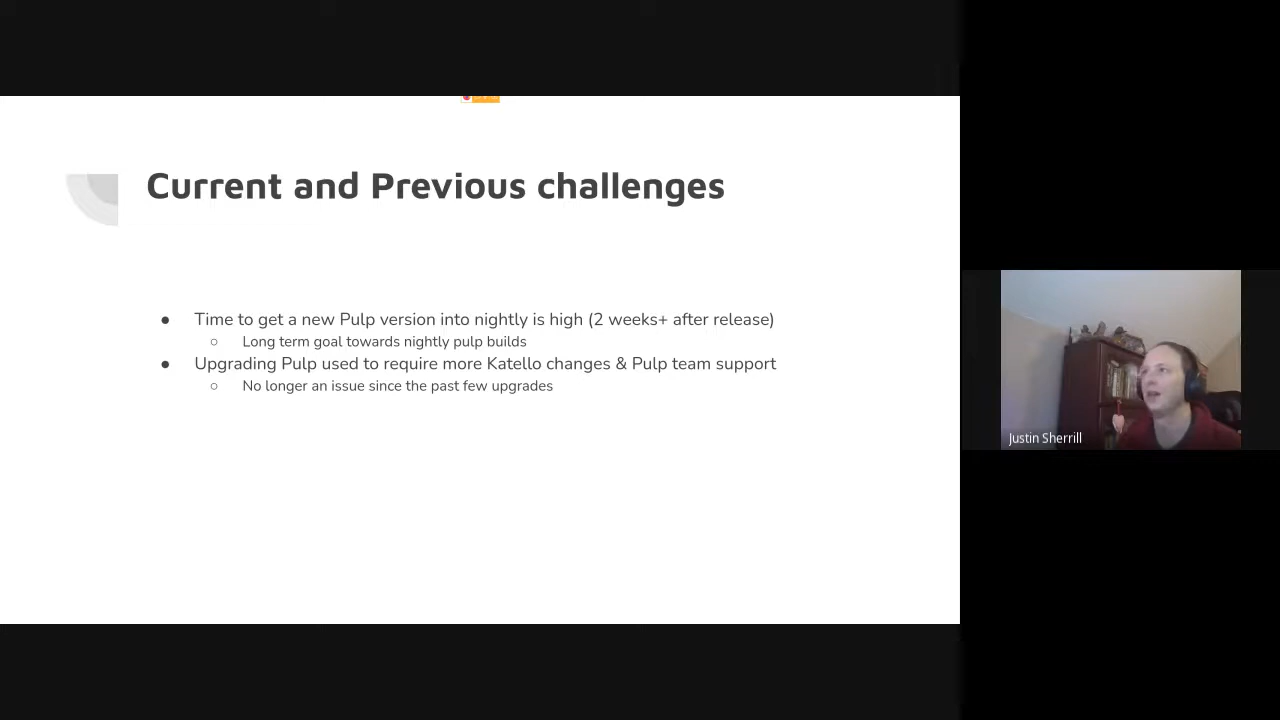 Current and Previous challenges
● Time to get a new Pulp version into nightly is high (2 weeks+ after release)
○ Long term goal towards nightly pulp builds
● Upgrading Pulp used to require more Katello changes & Pulp team support
○ No longer an issue since the past few upgrades
Justin Sherrill